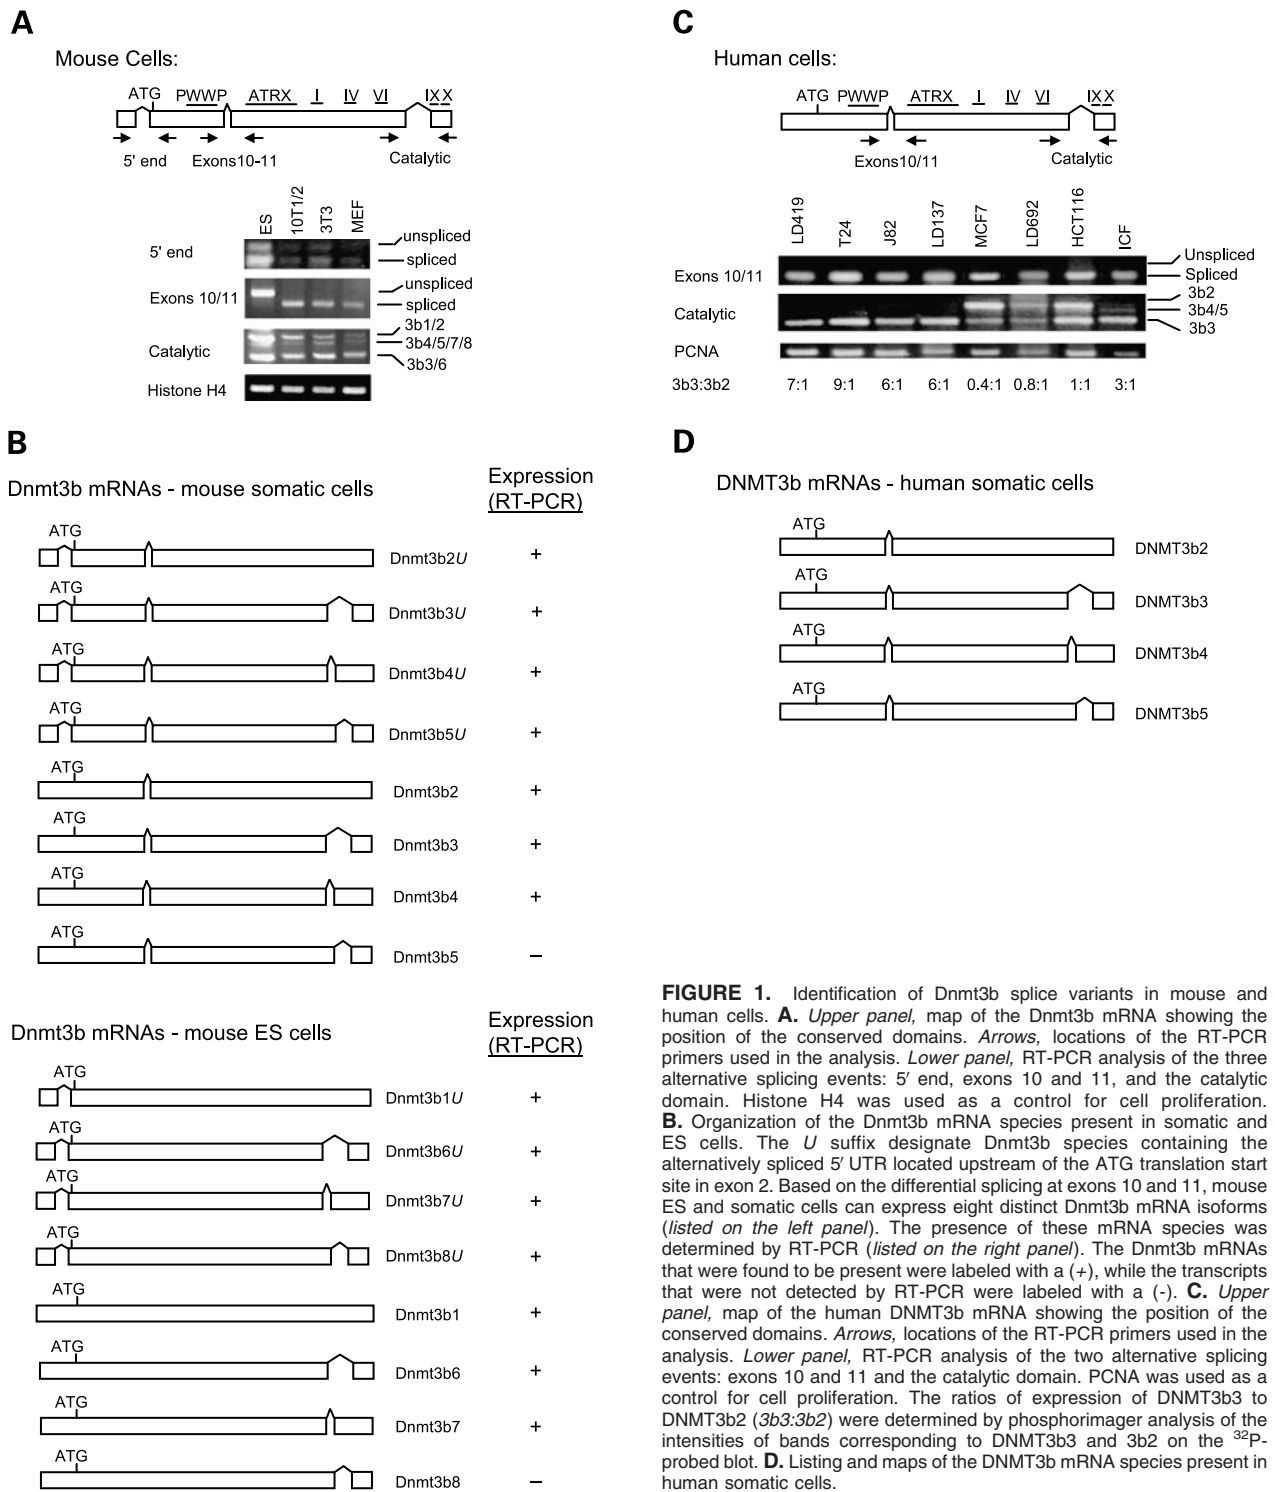 A
Mouse Cells:
ATG PWWP ATRX I IV VI IX X
5' end Exons10-11 Catalytic
ES 10T1/2 3T3 MEF
5' end
unspliced
spliced
Exons 10/11
unspliced
spliced
Catalytic
3b1/2
3b4/5/7/8
3b3/6
Histone H4
B
Dnmt3b mRNAs - mouse somatic cells
Expression
(RT-PCR)
ATG
Dnmt3b2U +
ATG
Dnmt3b3U +
ATG
Dnmt3b4U +
ATG
Dnmt3b5U +
ATG
Dnmt3b2 +
ATG
Dnmt3b3 +
ATG
Dnmt3b4 +
ATG
Dnmt3b5 −
Dnmt3b mRNAs - mouse ES cells
Expression
(RT-PCR)
ATG
Dnmt3b1U +
ATG
Dnmt3b6U +
ATG
Dnmt3b7U +
ATG
Dnmt3b8U +
ATG
Dnmt3b1 +
ATG
Dnmt3b6 +
ATG
Dnmt3b7 +
ATG
Dnmt3b8 −
C
Human cells:
ATG PWWP ATRX I IV VI IX X
Exons10/11 Catalytic
LD419 T24 J82 LD137 MCF7 LD692 HCT116 ICF
Exons 10/11
Unspliced
Spliced
Catalytic
3b2
3b4/5
3b3
PCNA
3b3:3b2 7:1 9:1 6:1 6:1 0.4:1 0.8:1 1:1 3:1
D
DNMT3b mRNAs - human somatic cells
ATG
DNMT3b2
ATG
DNMT3b3
ATG
DNMT3b4
ATG
DNMT3b5
FIGURE 1. Identification of Dnmt3b splice variants in mouse and
human cells. A. Upper panel, map of the Dnmt3b mRNA showing the
position of the conserved domains. Arrows, locations of the RT-PCR
primers used in the analysis. Lower panel, RT-PCR analysis of the three
alternative splicing events: 5′ end, exons 10 and 11, and the catalytic
domain. Histone H4 was used as a control for cell proliferation.
B. Organization of the Dnmt3b mRNA species present in somatic and
ES cells. The U suffix designate Dnmt3b species containing the
alternatively spliced 5′ UTR located upstream of the ATG translation start
site in exon 2. Based on the differential splicing at exons 10 and 11, mouse
ES and somatic cells can express eight distinct Dnmt3b mRNA isoforms
(listed on the left panel). The presence of these mRNA species was
determined by RT-PCR (listed on the right panel). The Dnmt3b mRNAs
that were found to be present were labeled with a (+), while the transcripts
that were not detected by RT-PCR were labeled with a (-). C. Upper
panel, map of the human DNMT3b mRNA showing the position of the
conserved domains. Arrows, locations of the RT-PCR primers used in the
analysis. Lower panel, RT-PCR analysis of the two alternative splicing
events: exons 10 and 11 and the catalytic domain. PCNA was used as a
control for cell proliferation. The ratios of expression of DNMT3b3 to
DNMT3b2 (3b3:3b2) were determined by phosphorimager analysis of the
intensities of bands corresponding to DNMT3b3 and 3b2 on the ³²P-
probed blot. D. Listing and maps of the DNMT3b mRNA species present in
human somatic cells.